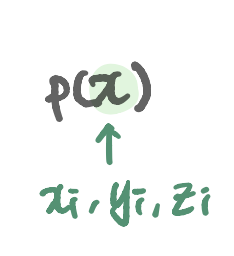 p(x)
xi, yi, zi